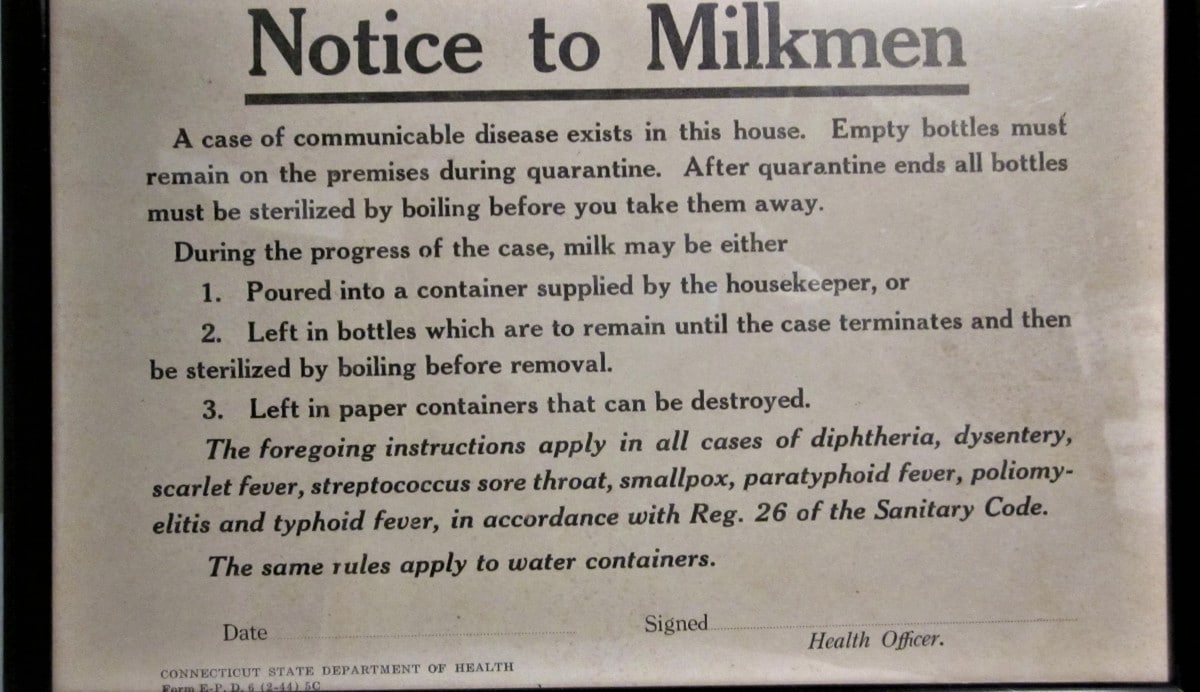 Notice to Milkmen
A case of communicable disease exists in this house. Empty bottles must
remain on the premises during quarantine. After quarantine ends all bottles
must be sterilized by boiling before you take them away.
During the progress of the case, milk may be either
1. Poured into a container supplied by the housekeeper, or
2. Left in bottles which are to remain until the case terminates and then
be sterilized by boiling before removal.
3. Left in paper containers that can be destroyed.
The foregoing instructions apply in all cases of diphtheria, dysentery,
scarlet fever, streptococcus sore throat, smallpox, paratyphoid fever, poliomy-
elitis and typhoid fever, in accordance with Reg. 26 of the Sanitary Code.
The same rules apply to water containers.
Date Signed
Health Officer.
CONNECTICUT STATE DEPARTMENT OF HEALTH
Form E-P. D. 6 (2-44) 5C